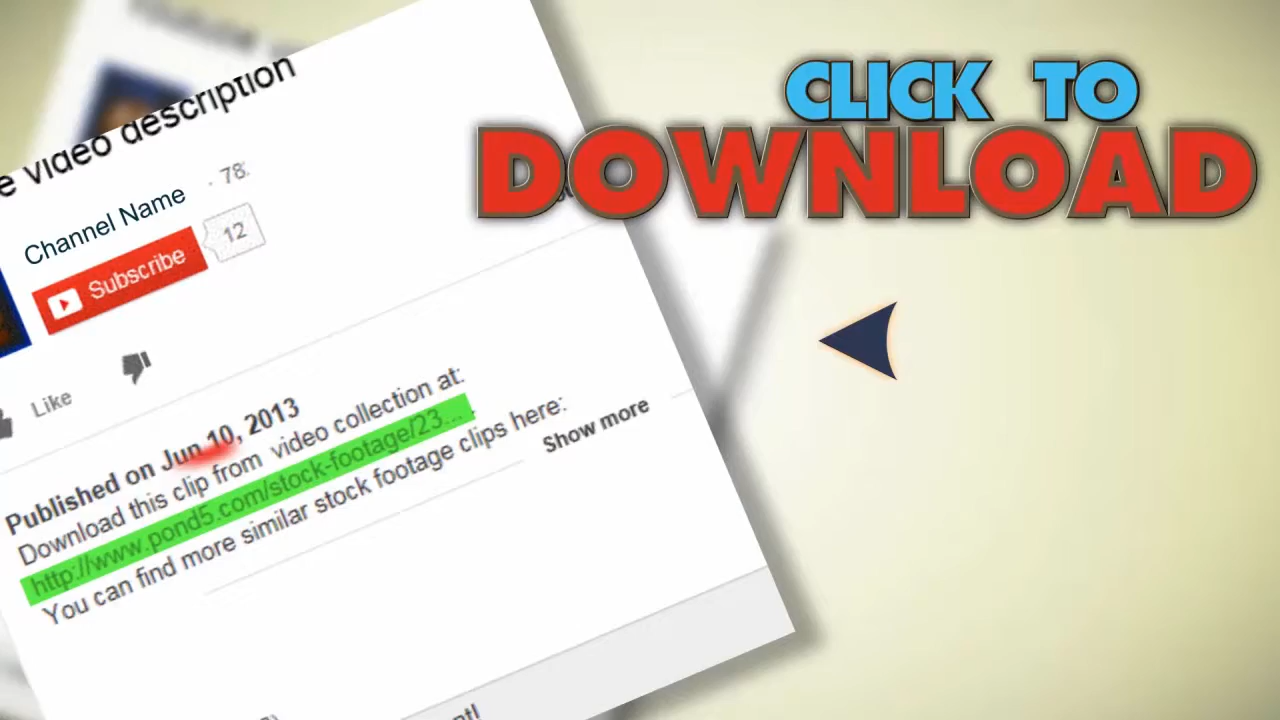 CLICK TO
DOWNLOAD
video description
Channel Name
Subscribe
12
Like
Published on Jun 10, 2013
Download this clip from video collection at:
http://www.pond5.com/stock-footage/23...
You can find more similar stock footage clips here:
Show more